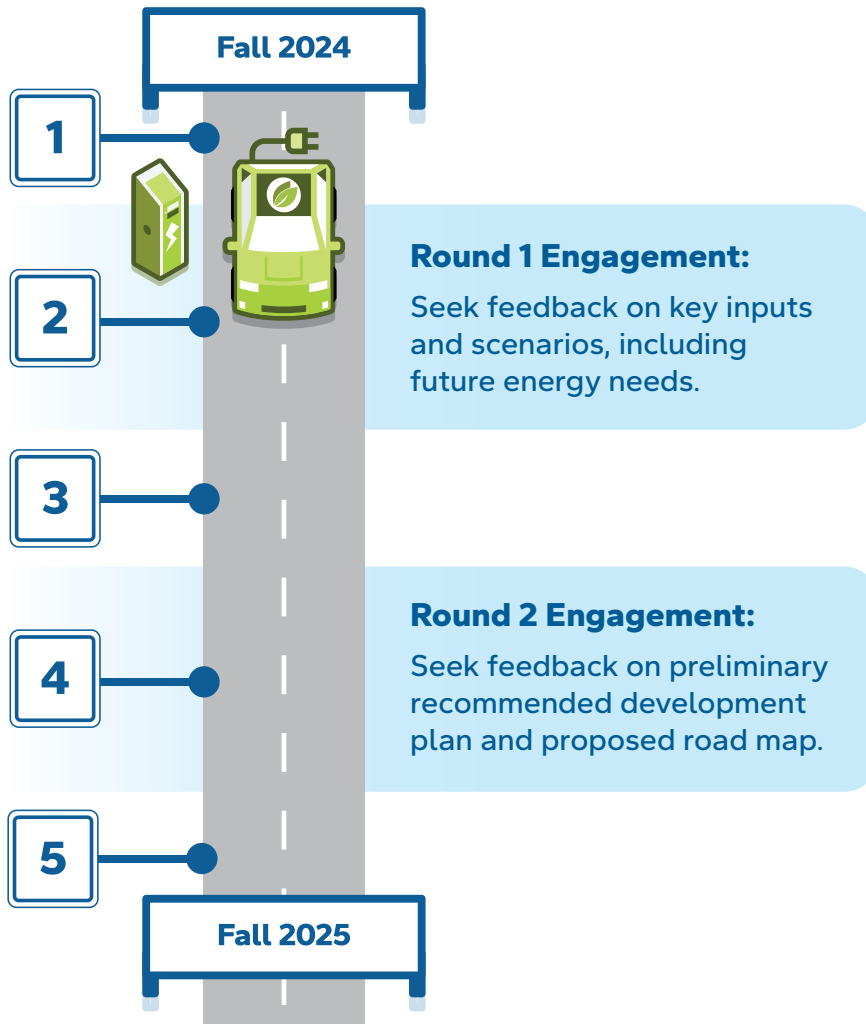 Fall 2024
1
2
Round 1 Engagement:
Seek feedback on key inputs
and scenarios, including
future energy needs.
3
4
Round 2 Engagement:
Seek feedback on preliminary
recommended development
plan and proposed road map.
5
Fall 2025